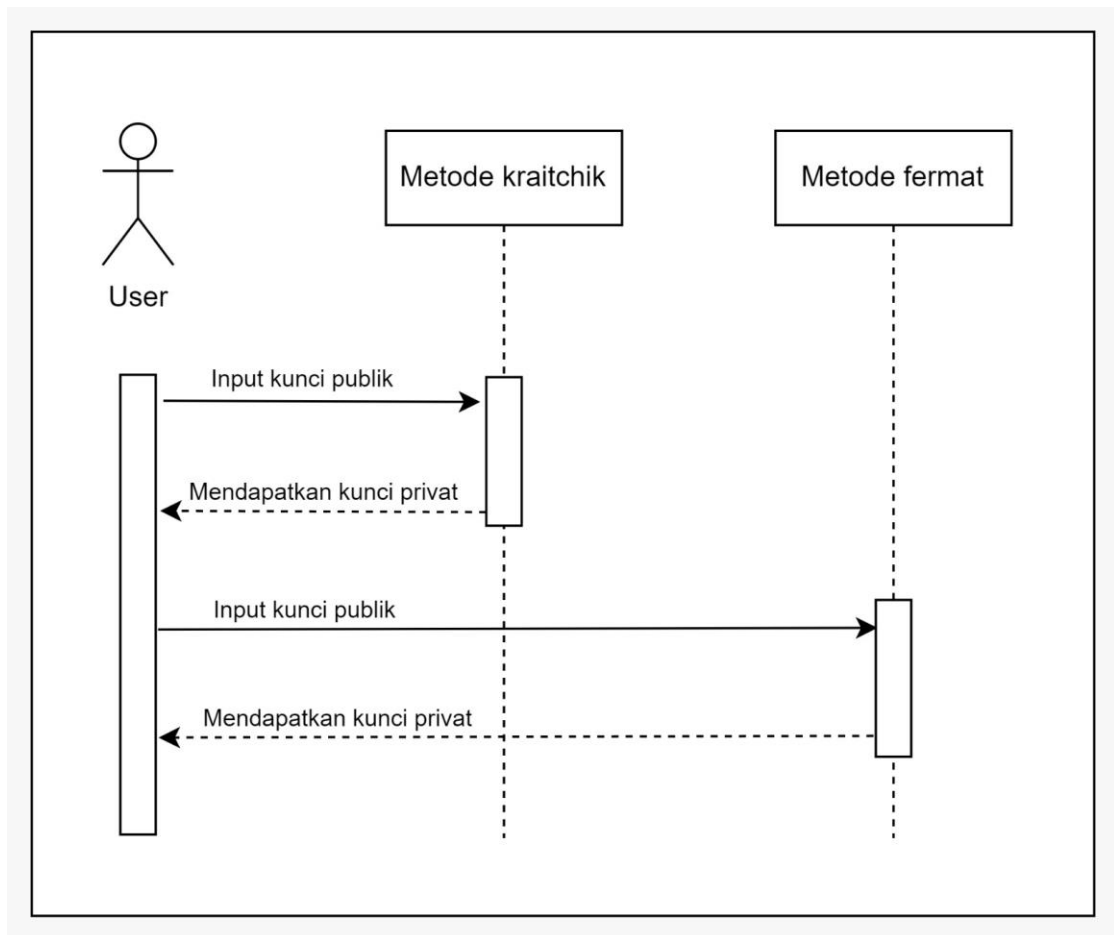 Metode kraitchik
Metode fermat
User
Input kunci publik
Mendapatkan kunci privat
Input kunci publik
Mendapatkan kunci privat